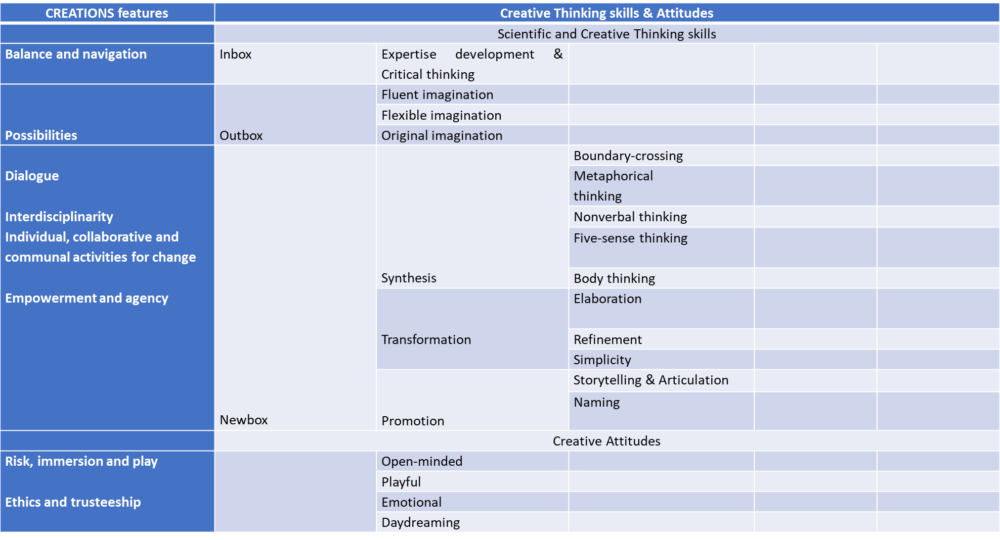 CREATIONS features
Creative Thinking skills & Attitudes
Scientific and Creative Thinking skills
Balance and navigation
Inbox
Expertise development &
Critical thinking
Possibilities
Outbox
Fluent imagination
Flexible imagination
Original imagination
Dialogue
Interdisciplinarity
Individual, collaborative and
communal activities for change
Empowerment and agency
Newbox
Synthesis
Boundary-crossing
Metaphorical
thinking
Nonverbal thinking
Five-sense thinking
Body thinking
Transformation
Elaboration
Refinement
Simplicity
Promotion
Storytelling & Articulation
Naming
Creative Attitudes
Risk, immersion and play
Ethics and trusteeship
Open-minded
Playful
Emotional
Daydreaming